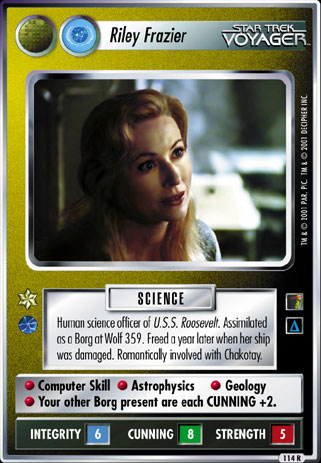 Riley Frazier
STAR TREK
VOYAGER
TM & © 2001 PAR. PIC. TM & © 2001 DECIPHER INC.
SCIENCE
Human science officer of U.S.S. Roosevelt. Assimilated
as a Borg at Wolf 359. Freed a year later when her ship
was damaged. Romantically involved with Chakotay.
Computer Skill Astrophysics Geology
Your other Borg present are each CUNNING +2.
INTEGRITY 6 CUNNING 8 STRENGTH 5
114 R